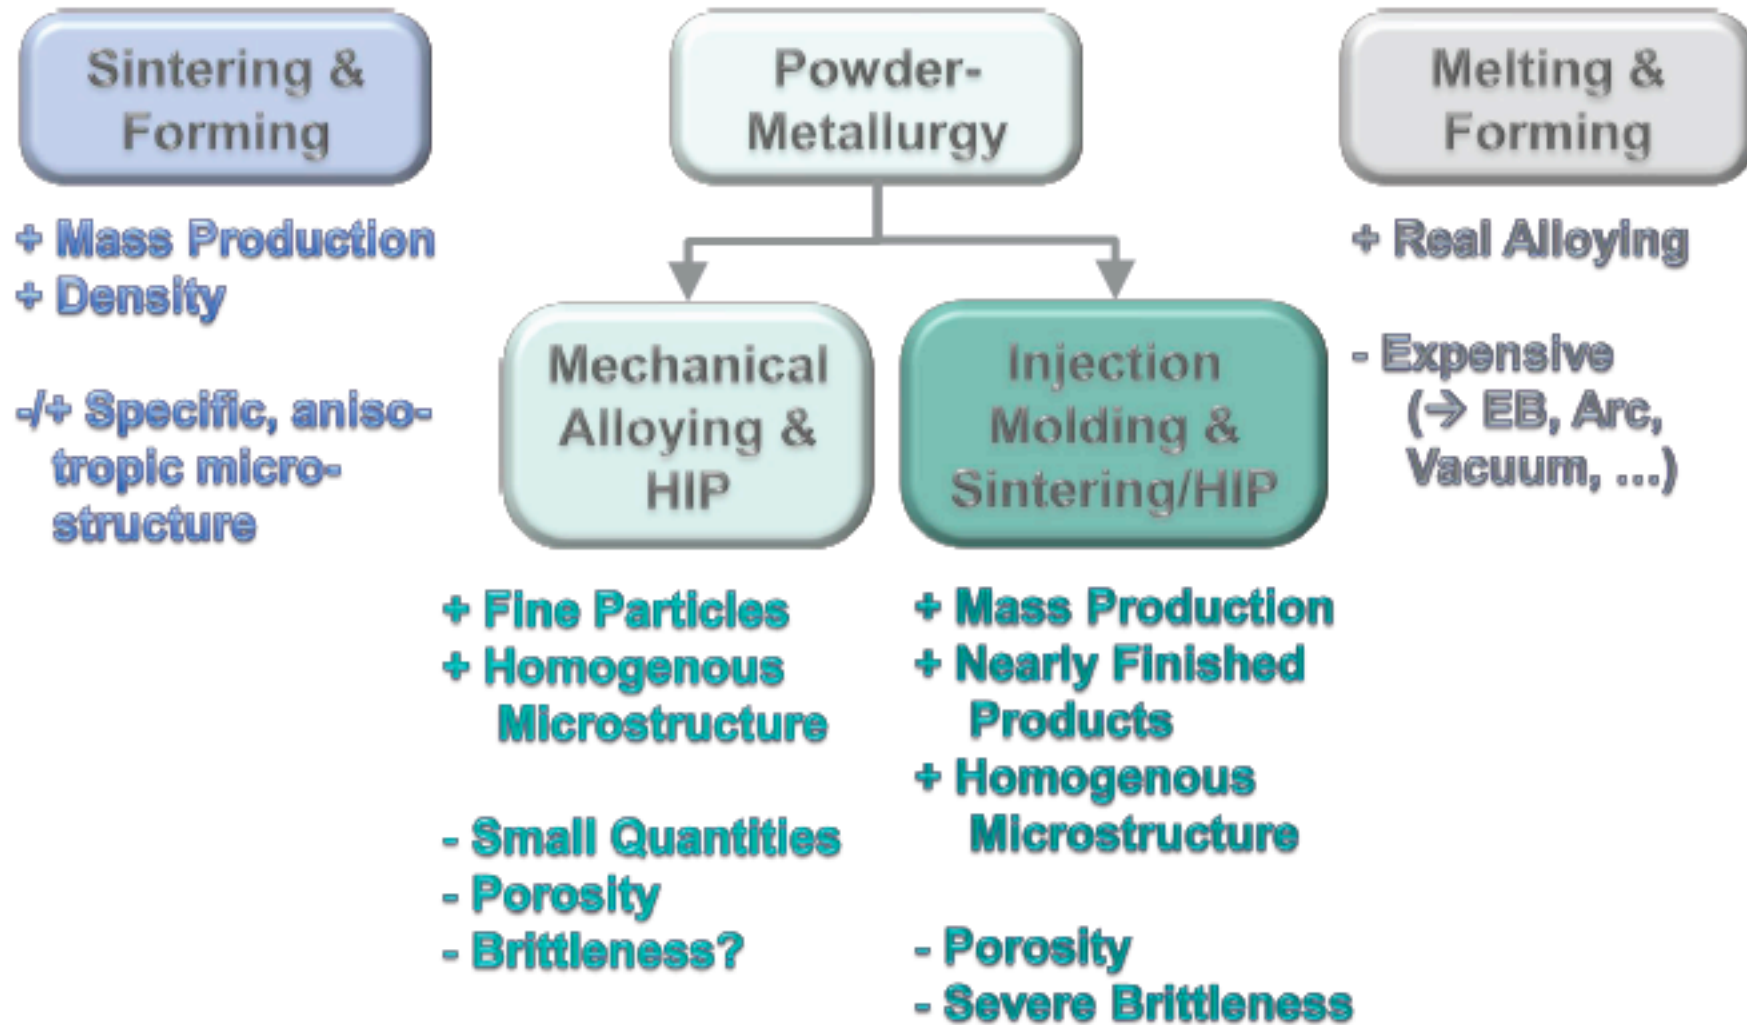 Sintering &
Forming
+ Mass Production
+ Density
-/+ Specific, aniso-
tropic micro-
structure
Powder-
Metallurgy
Mechanical
Alloying &
HIP
+ Fine Particles
+ Homogenous
Microstructure
- Small Quantities
- Porosity
- Brittleness?
Injection
Molding &
Sintering/HIP
+ Mass Production
+ Nearly Finished
Products
+ Homogenous
Microstructure
- Porosity
- Severe Brittleness
Melting &
Forming
+ Real Alloying
- Expensive
(→ EB, Arc,
Vacuum, ...)